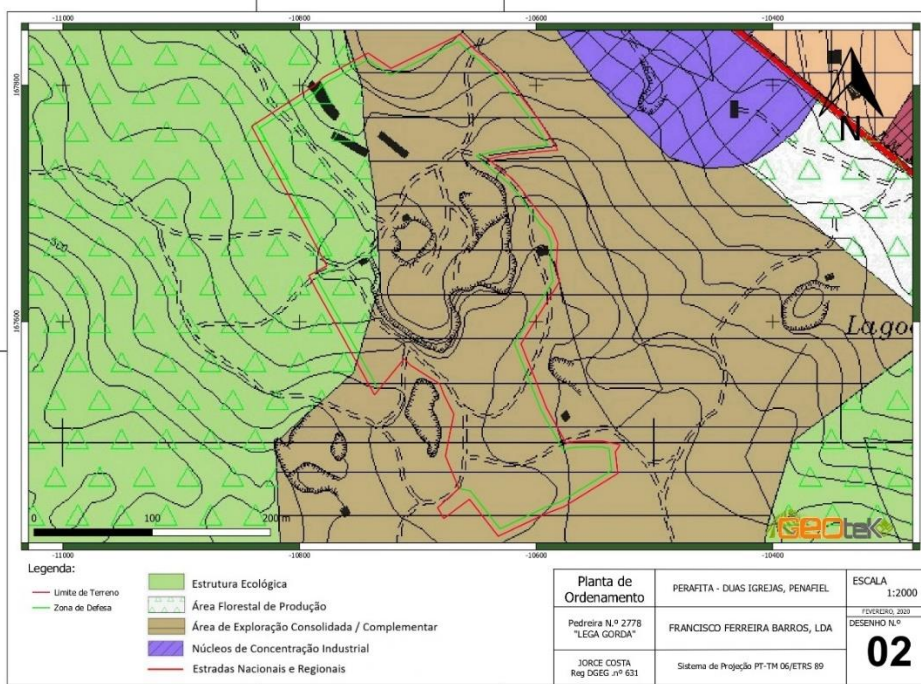 -11000 -10800 -10600 -10400
167800
N
300
167600
Lago
0 100 200 m
GEOtek
-11000 -10800 -10600 -10400
Legenda:
Limite de Terreno
Zona de Defesa
Estrutura Ecológica
Área Florestal de Produção
Área de Exploração Consolidada / Complementar
Núcleos de Concentração Industrial
Estradas Nacionais e Regionais
Planta de
Ordenamento
PERAFITA - DUAS IGREJAS, PENAFIEL
ESCALA
1:2000
Pedreira N.º 2778
"LEGA GORDA"
FRANCISCO FERREIRA BARROS, LDA
FEVEREIRO, 2020
DESENHO N.º
02
JORCE COSTA
Reg DGEG .nº 631
Sistema de Projeção PT-TM 06/ETRS 89